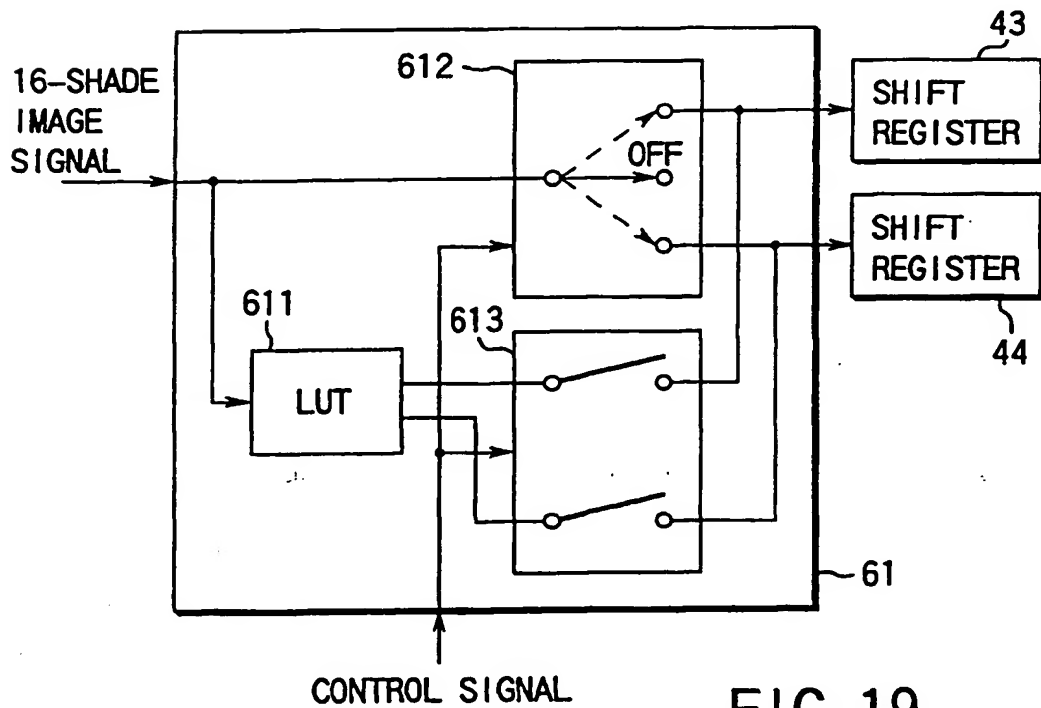 16-SHADE
IMAGE
SIGNAL
612
43
SHIFT
REGISTER
OFF
SHIFT
REGISTER
44
611
LUT
613
61
CONTROL SIGNAL
FIG. 19